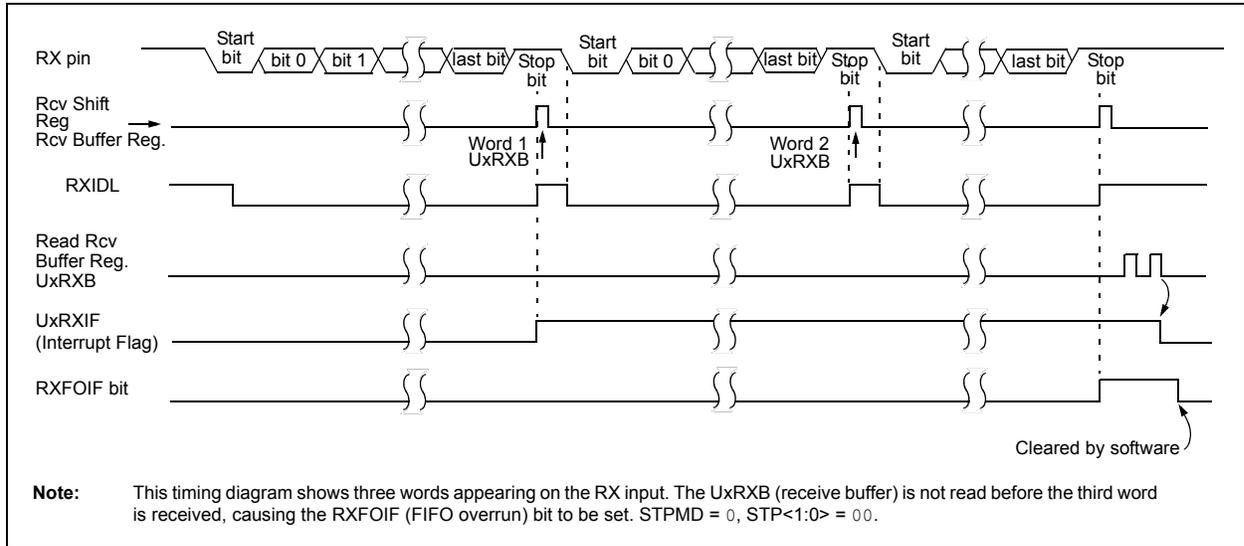 RX pin
Start
bit
bit 0
bit 1
last bit
Stop
bit
Start
bit
bit 0
last bit
Stop
bit
Start
bit
last bit
Stop
bit
Rcv Shift
Reg
Rcv Buffer Reg.
Word 1
UxRXB
Word 2
UxRXB
RXIDL
Read Rcv
Buffer Reg.
UxRXB
UxRXIF
(Interrupt Flag)
RXFOIF bit
Cleared by software
Note: This timing diagram shows three words appearing on the RX input. The UxRXB (receive buffer) is not read before the third word
is received, causing the RXFOIF (FIFO overrun) bit to be set. STPMD = 0, STP<1:0> = 00.